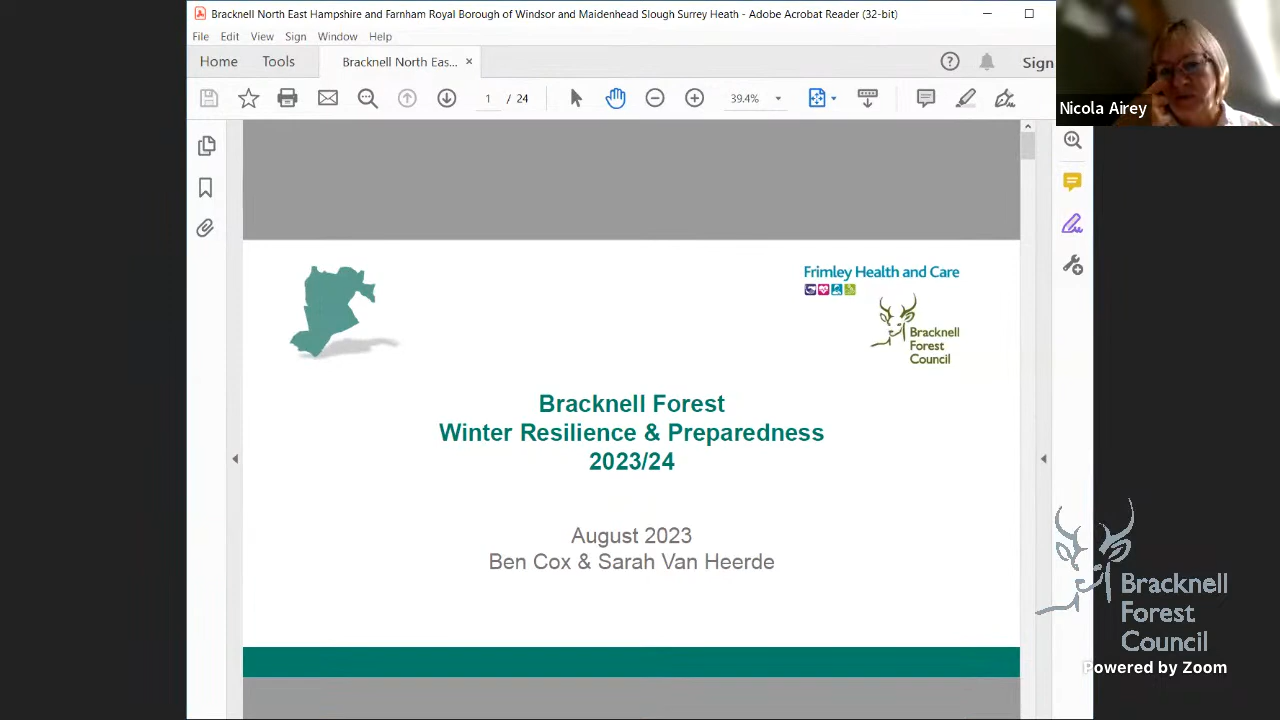 Bracknell North East Hampshire and Farnham Royal Borough of Windsor and Maidenhead Slough Surrey Heath - Adobe Acrobat Reader (32-bit)
File Edit View Sign Window Help
Home Tools Bracknell North Eas... × Sign
1 / 24 39.4%
Nicola Airey
Frimley Health and Care
Bracknell
Forest
Council
Bracknell Forest
Winter Resilience & Preparedness
2023/24
August 2023
Ben Cox & Sarah Van Heerde
Bracknell
Forest
Council
Powered by Zoom